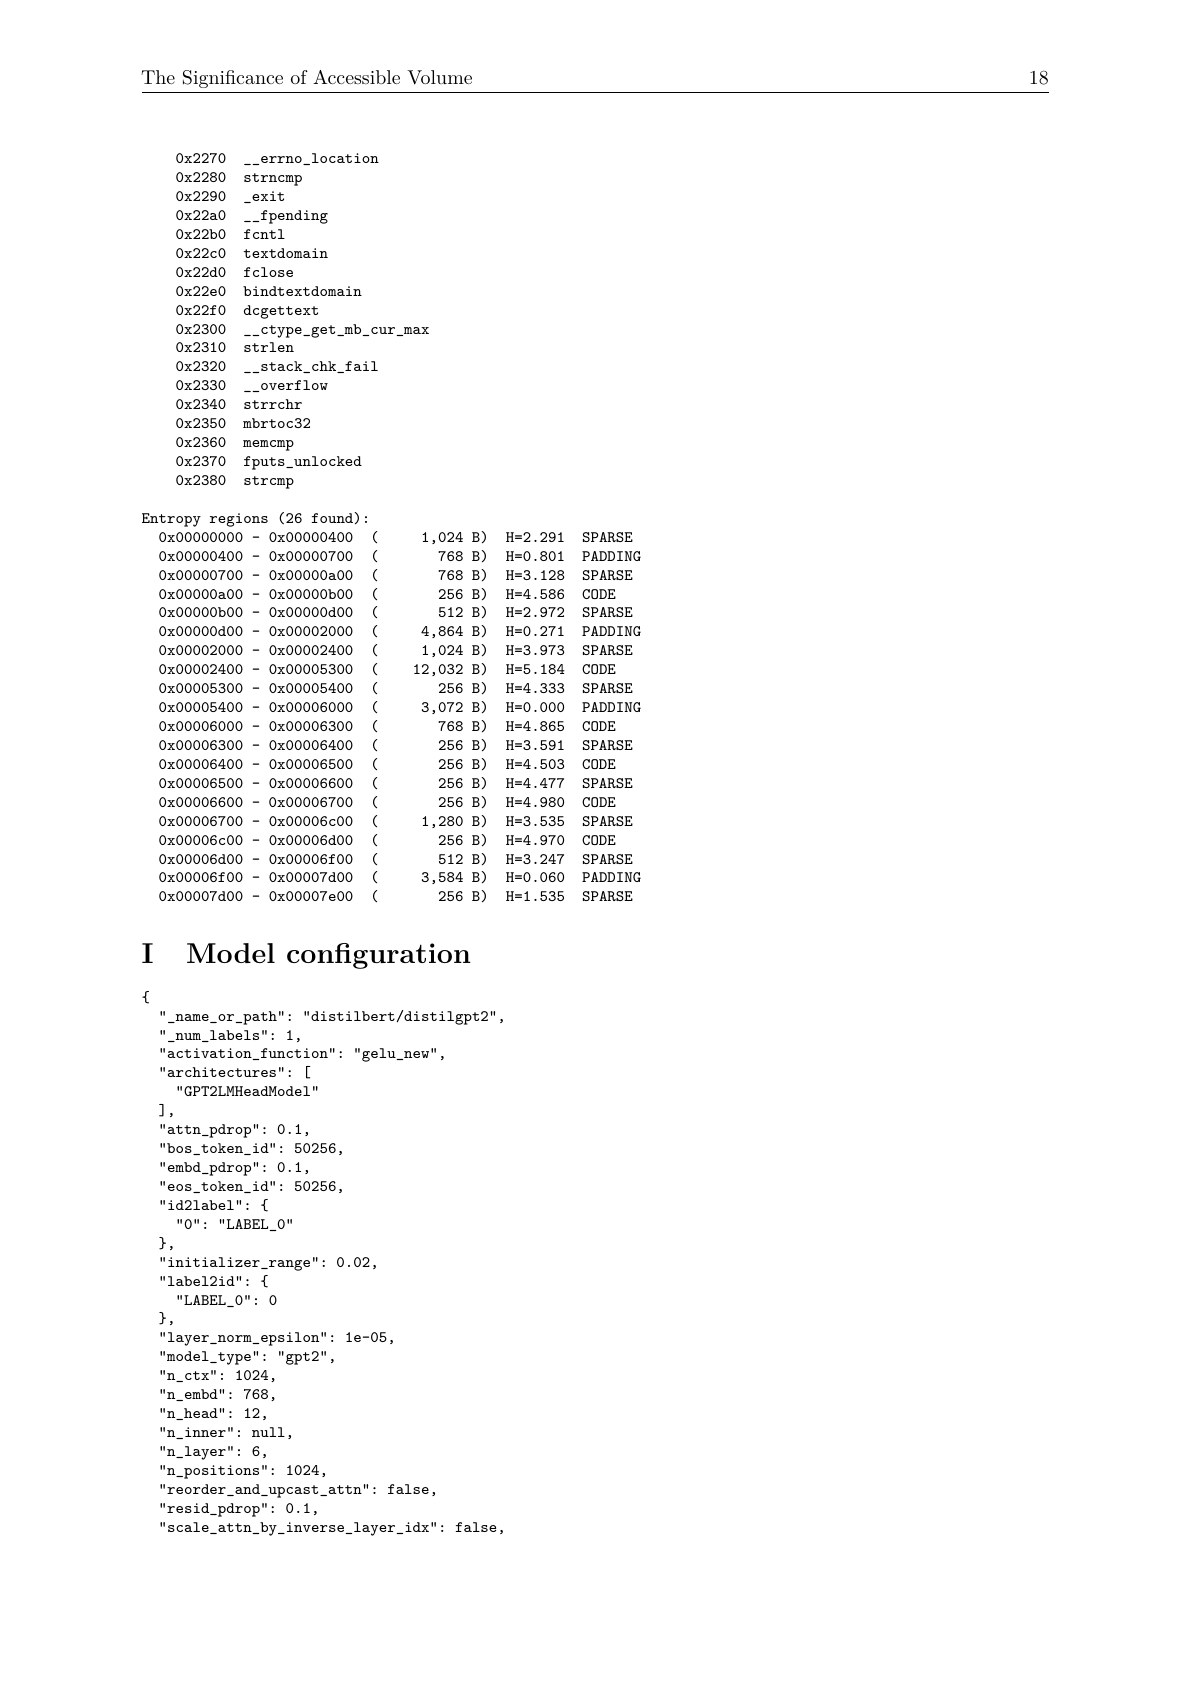 The Significance of Accessible Volume 18
0x2270 __errno_location
0x2280 strncmp
0x2290 _exit
0x22a0 __fpending
0x22b0 fcntl
0x22c0 textdomain
0x22d0 fclose
0x22e0 bindtextdomain
0x22f0 dcgettext
0x2300 __ctype_get_mb_cur_max
0x2310 strlen
0x2320 __stack_chk_fail
0x2330 __overflow
0x2340 strrchr
0x2350 mbrtoc32
0x2360 memcmp
0x2370 fputs_unlocked
0x2380 strcmp
Entropy regions (26 found):
0x00000000 - 0x00000400 ( 1,024 B) H=2.291 SPARSE
0x00000400 - 0x00000700 ( 768 B) H=0.801 PADDING
0x00000700 - 0x00000a00 ( 768 B) H=3.128 SPARSE
0x00000a00 - 0x00000b00 ( 256 B) H=4.586 CODE
0x00000b00 - 0x00000d00 ( 512 B) H=2.972 SPARSE
0x00000d00 - 0x00002000 ( 4,864 B) H=0.271 PADDING
0x00002000 - 0x00002400 ( 1,024 B) H=3.973 SPARSE
0x00002400 - 0x00005300 ( 12,032 B) H=5.184 CODE
0x00005300 - 0x00005400 ( 256 B) H=4.333 SPARSE
0x00005400 - 0x00006000 ( 3,072 B) H=0.000 PADDING
0x00006000 - 0x00006300 ( 768 B) H=4.865 CODE
0x00006300 - 0x00006400 ( 256 B) H=3.591 SPARSE
0x00006400 - 0x00006500 ( 256 B) H=4.503 CODE
0x00006500 - 0x00006600 ( 256 B) H=4.477 SPARSE
0x00006600 - 0x00006700 ( 256 B) H=4.980 CODE
0x00006700 - 0x00006c00 ( 1,280 B) H=3.535 SPARSE
0x00006c00 - 0x00006d00 ( 256 B) H=4.970 CODE
0x00006d00 - 0x00006f00 ( 512 B) H=3.247 SPARSE
0x00006f00 - 0x00007d00 ( 3,584 B) H=0.060 PADDING
0x00007d00 - 0x00007e00 ( 256 B) H=1.535 SPARSE
I Model configuration
{
"_name_or_path": "distilbert/distilgpt2",
"_num_labels": 1,
"activation_function": "gelu_new",
"architectures": [
"GPT2LMHeadModel"
],
"attn_pdrop": 0.1,
"bos_token_id": 50256,
"embd_pdrop": 0.1,
"eos_token_id": 50256,
"id2label": {
"0": "LABEL_0"
},
"initializer_range": 0.02,
"label2id": {
"LABEL_0": 0
},
"layer_norm_epsilon": 1e-05,
"model_type": "gpt2",
"n_ctx": 1024,
"n_embd": 768,
"n_head": 12,
"n_inner": null,
"n_layer": 6,
"n_positions": 1024,
"reorder_and_upcast_attn": false,
"resid_pdrop": 0.1,
"scale_attn_by_inverse_layer_idx": false,